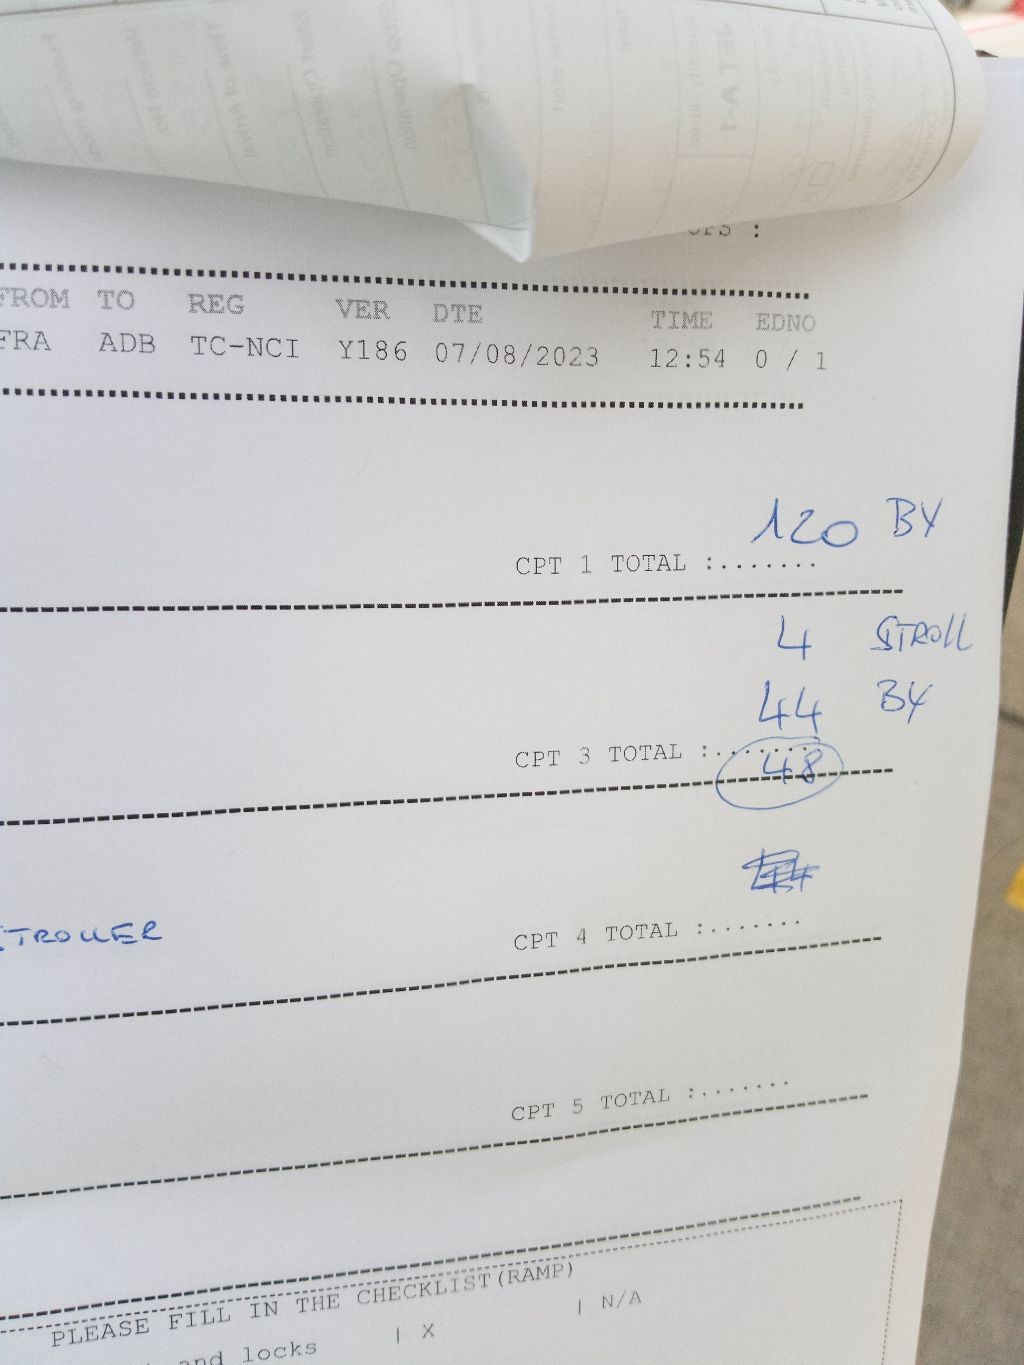 FROM TO REG VER DTE TIME EDNO
FRA ADB TC-NCI Y186 07/08/2023 12:54 0 / 1
120 BY
CPT 1 TOTAL :.......
4 STROLL
44 BY
CPT 3 TOTAL :.......
48
CPT 4 TOTAL :.......
CPT 5 TOTAL :.......
PLEASE FILL IN THE CHECKLIST(RAMP)
and locks | X | N/A